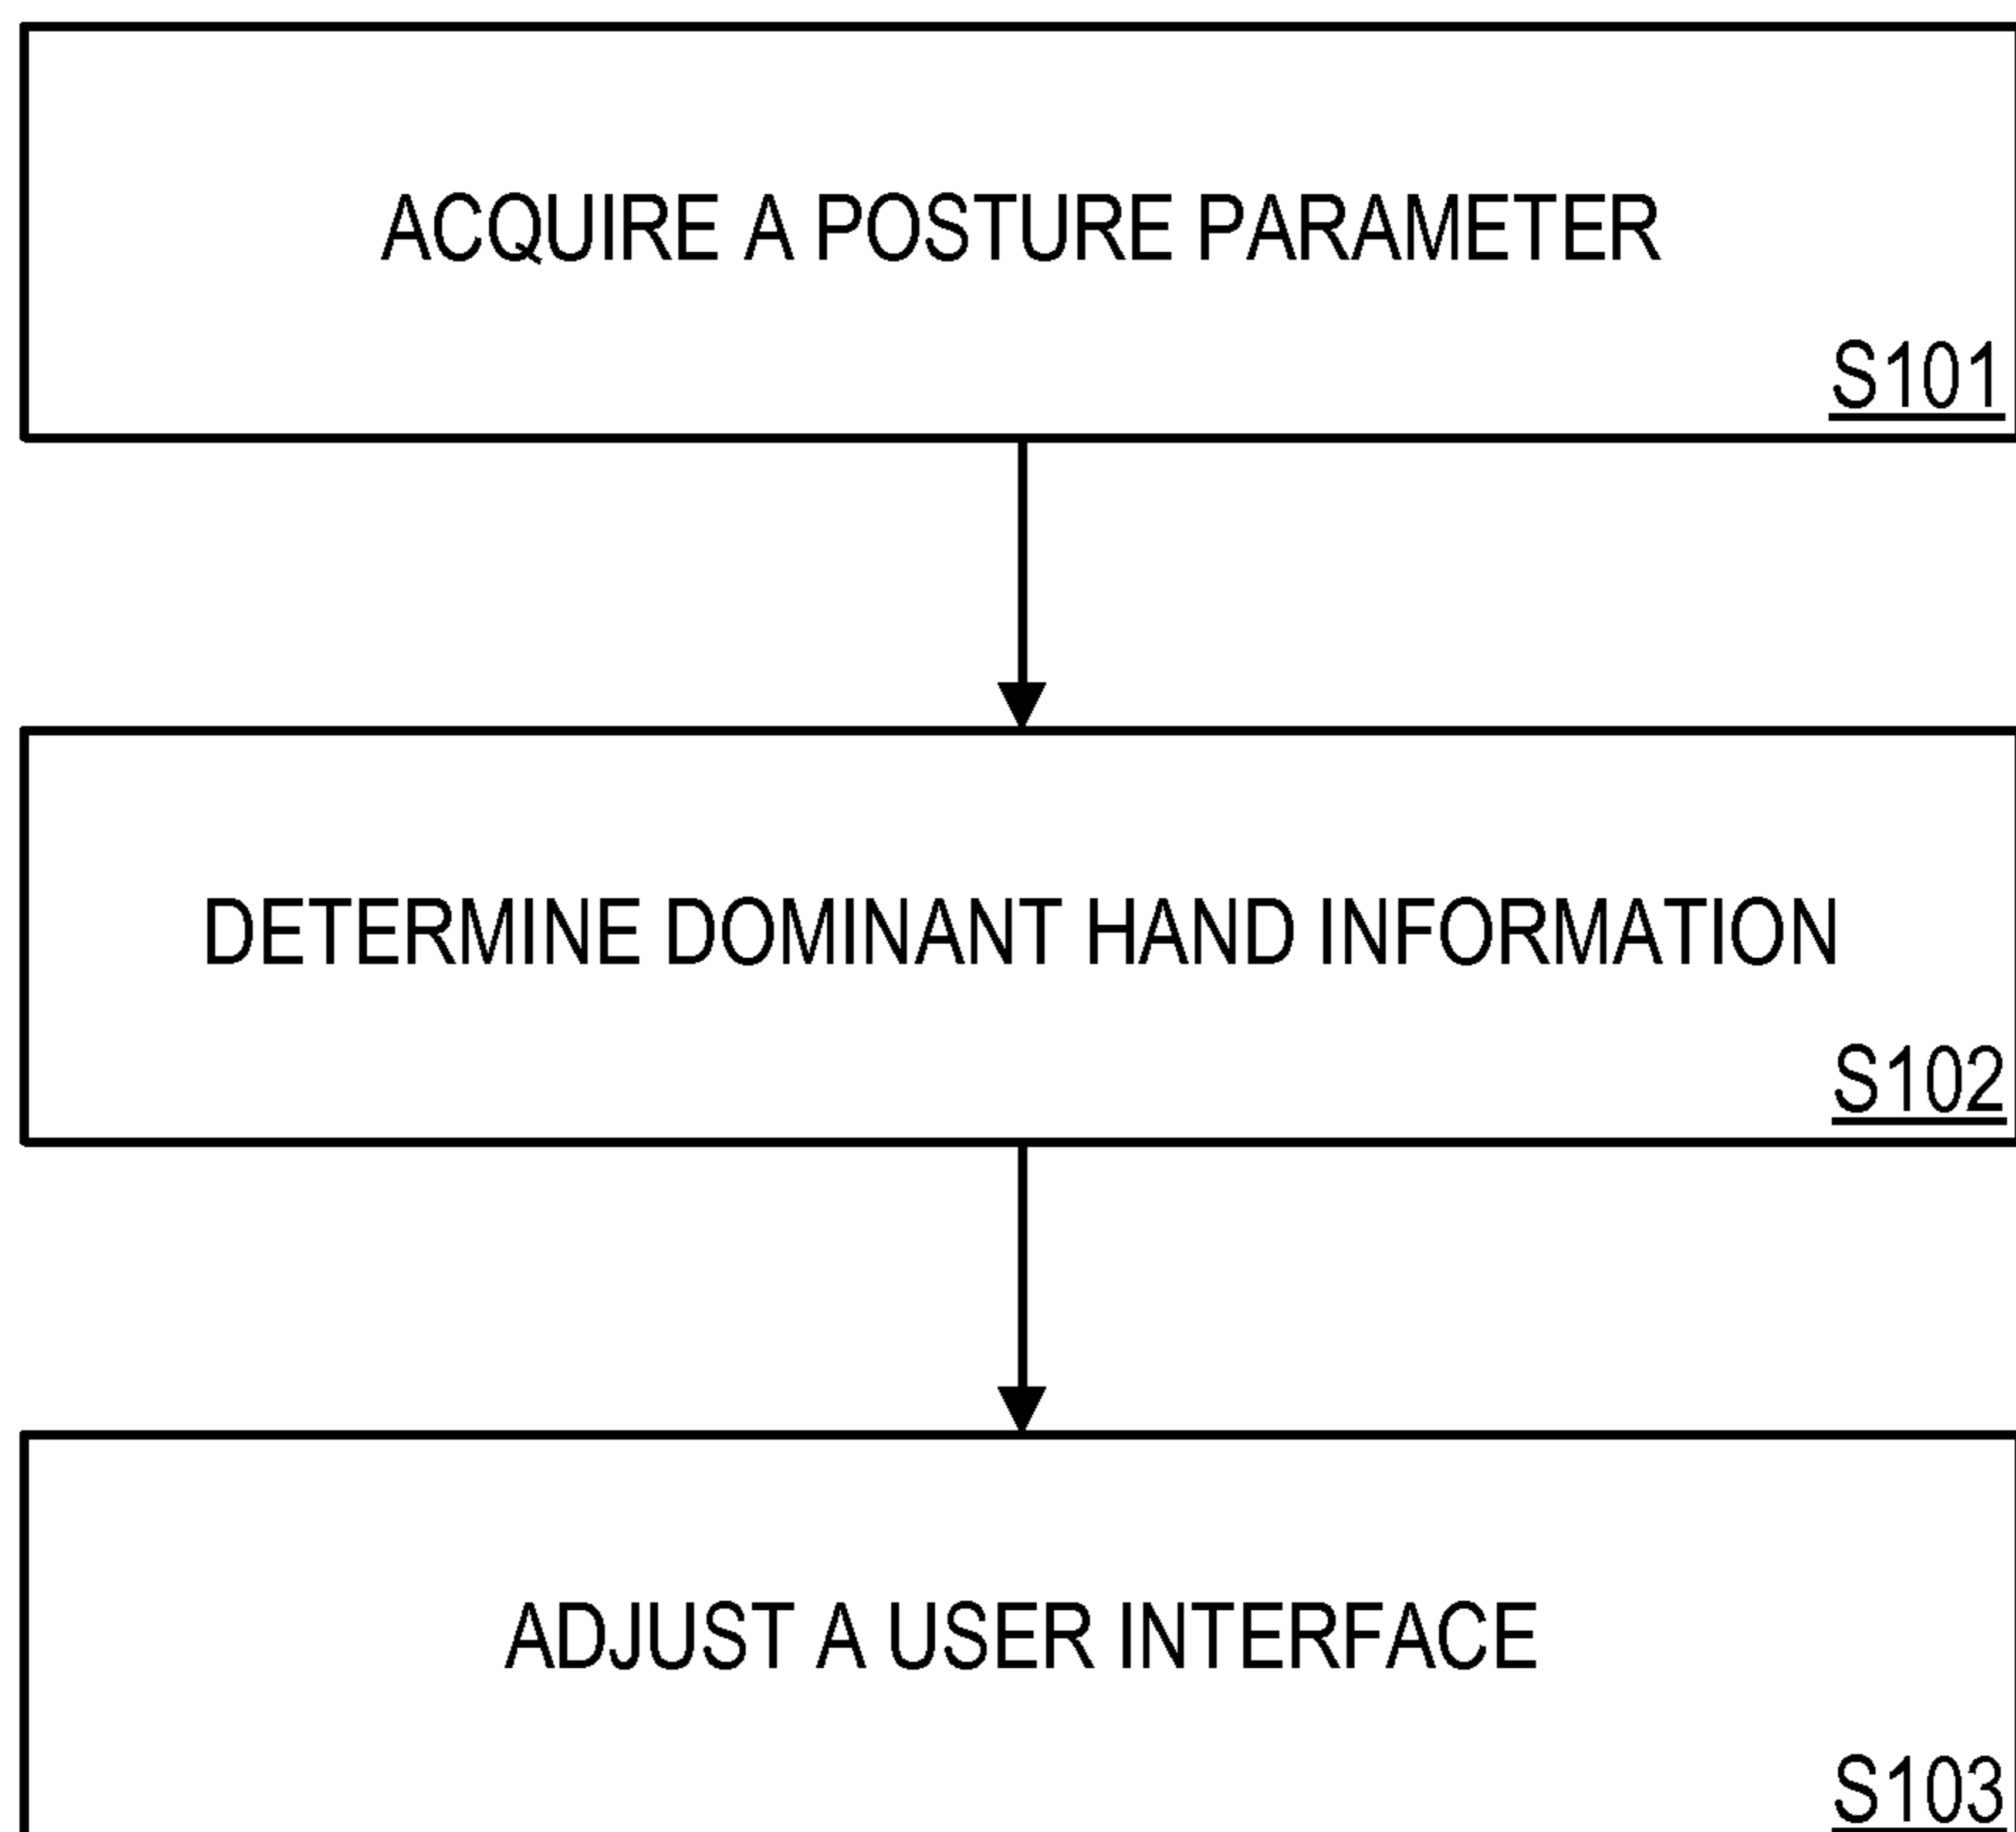 ACQUIRE A POSTURE PARAMETER
S101
DETERMINE DOMINANT HAND INFORMATION
S102
ADJUST A USER INTERFACE
S103